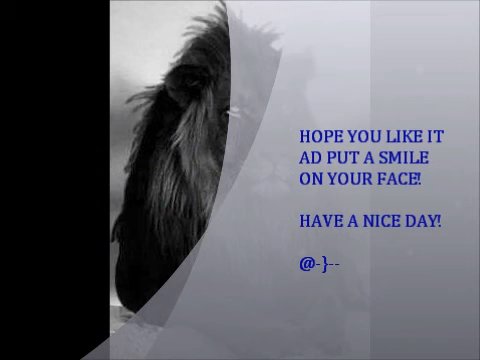 HOPE YOU LIKE IT
AD PUT A SMILE
ON YOUR FACE!
HAVE A NICE DAY!
@-}--